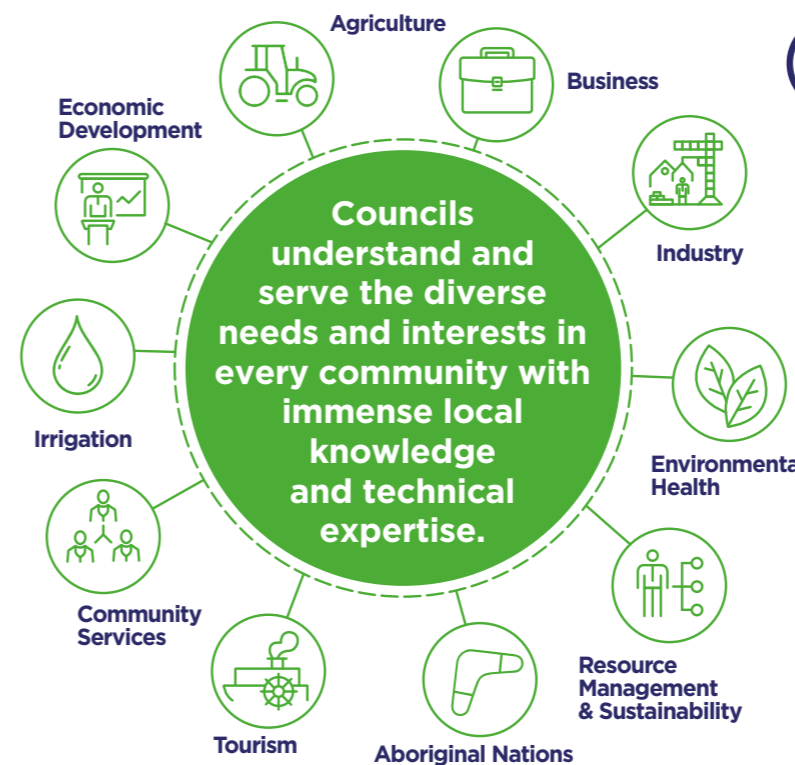 Agriculture
Business
Economic
Development
Industry
Councils
understand and
serve the diverse
needs and interests in
every community with
immense local
knowledge
and technical
expertise.
Irrigation
Environmenta
Health
Community
Services
Resource
Management
& Sustainability
Tourism
Aboriginal Nations